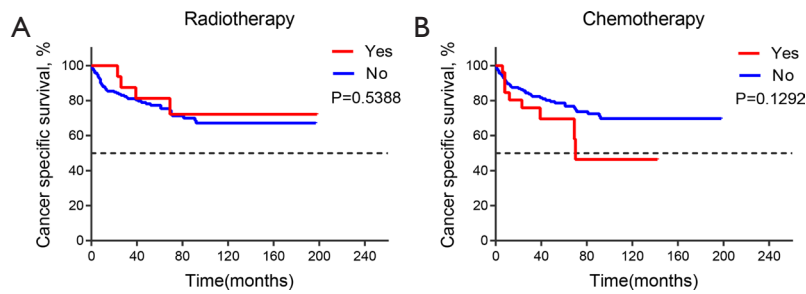 A
Radiotherapy
Cancer specific survival, %
100
80
60
40
20
0
Yes
No
P=0.5388
0 40 80 120 160 200 240
Time(months)
B
Chemotherapy
Cancer specific survival, %
100
80
60
40
20
0
Yes
No
P=0.1292
0 40 80 120 160 200 240
Time(months)